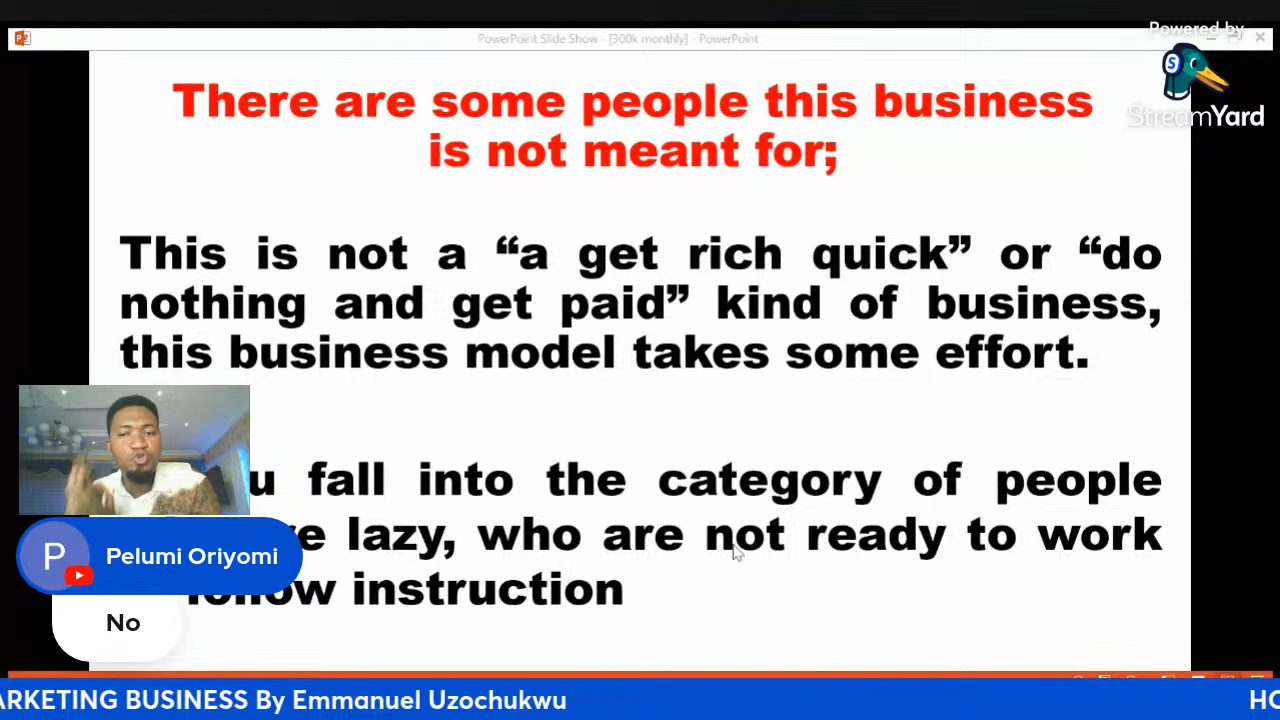 Powered by
PowerPoint Slide Show - [300k monthly] - PowerPoint
StreamYard
There are some people this business
is not meant for;
This is not a “a get rich quick” or “do
nothing and get paid” kind of business,
this business model takes some effort.
fall into the category of people
lazy, who are not ready to work
follow instruction
P Pelumi Oriyomi
No
ARKETING BUSINESS By Emmanuel Uzochukwu
HO